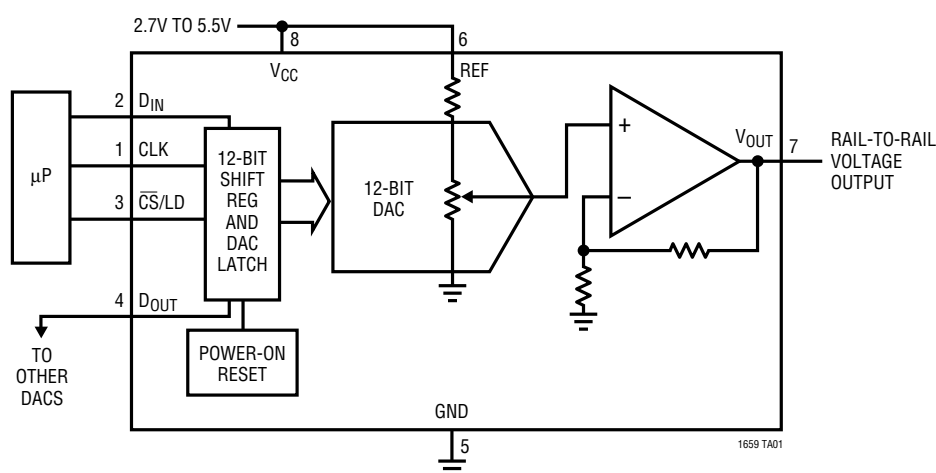 2.7V TO 5.5V
8
6
VCC
REF
µP
2 DIN
1 CLK
3 C̅S̅/LD
4 DOUT
12-BIT
SHIFT
REG
AND
DAC
LATCH
12-BIT
DAC
+
–
VOUT
7
RAIL-TO-RAIL
VOLTAGE
OUTPUT
TO
OTHER
DACS
POWER-ON
RESET
GND
5
1659 TA01